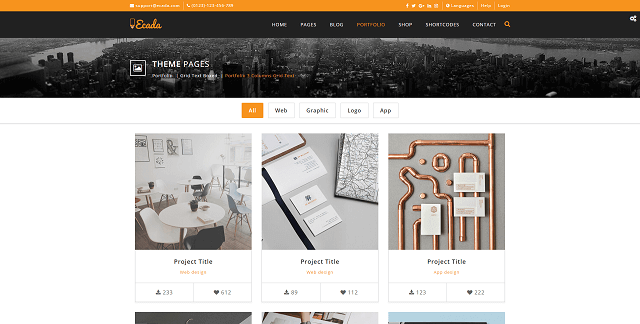 support@ecada.com (0123) 123-456-789 Languages Help Login
Ecada HOME PAGES BLOG PORTFOLIO SHOP SHORTCODES CONTACT
THEME PAGES
Portfolio Grid Text Boxed Portfolio 3 Columns Grid Text
All Web Graphic Logo App
Project Title Project Title Project Title
Web design Web design App design
233 612 89 112 123 222